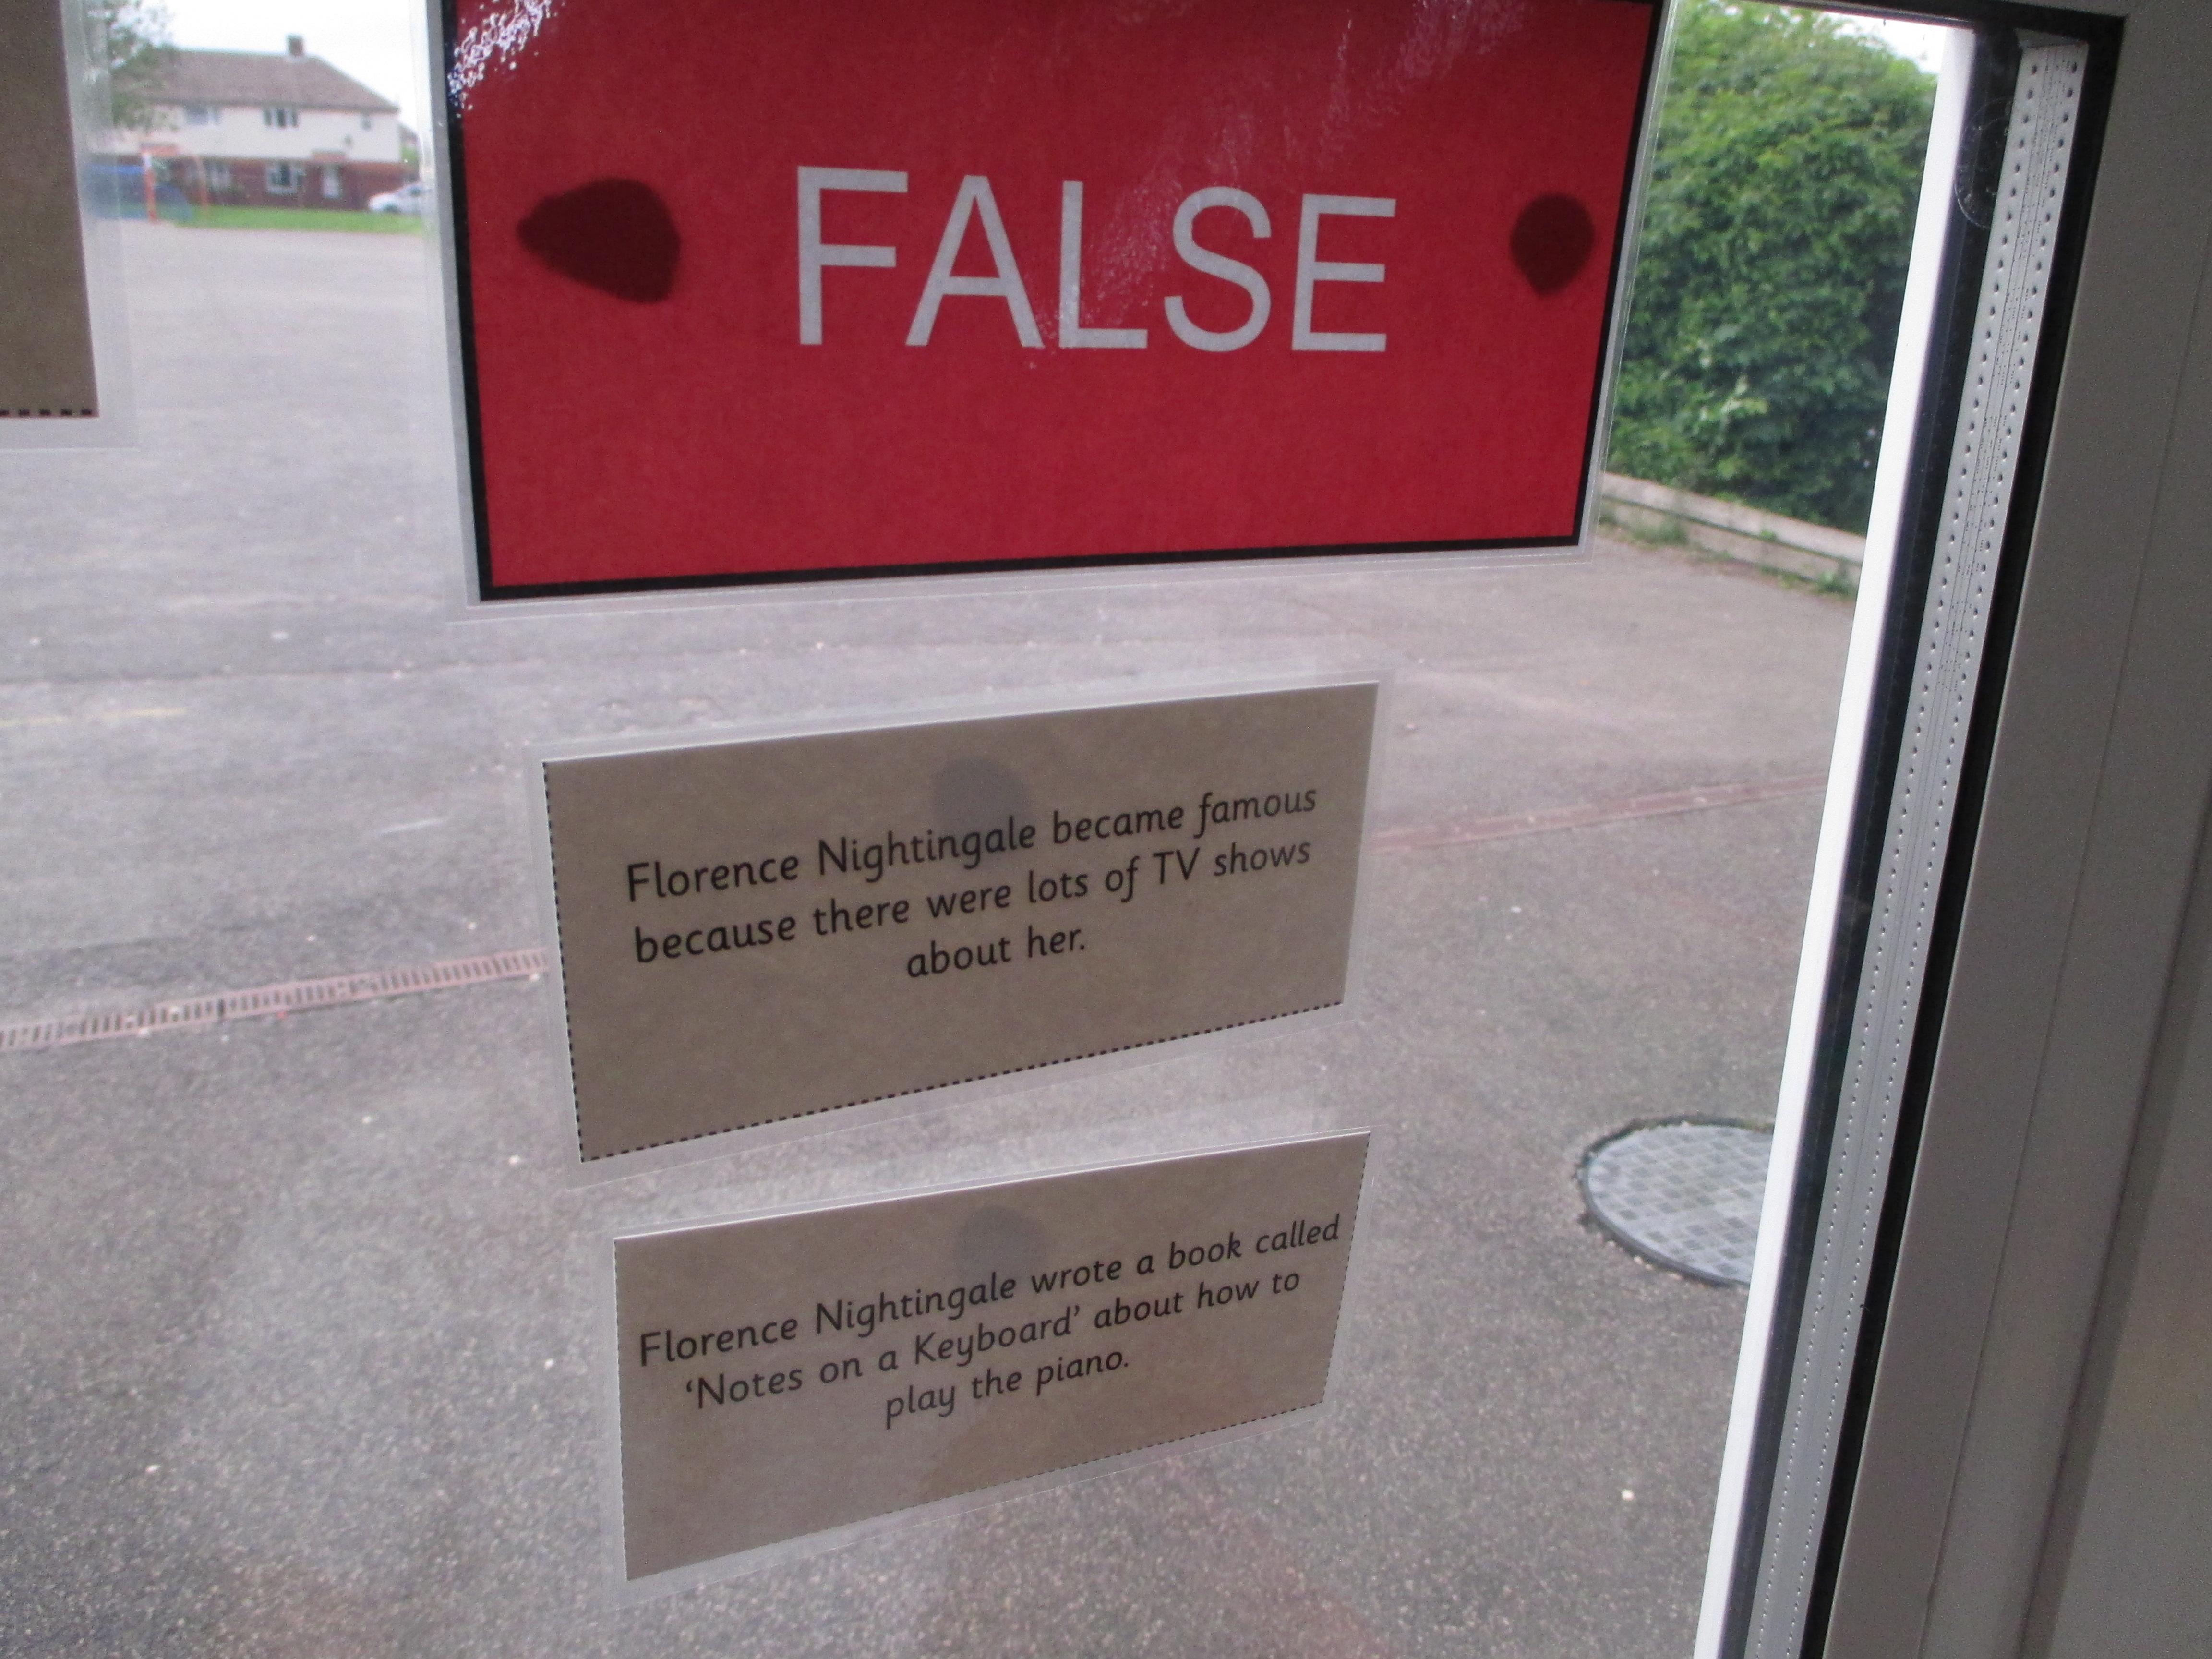 FALSE
Florence Nightingale became famous
because there were lots of TV shows
about her.
Florence Nightingale wrote a book called
‘Notes on a Keyboard’ about how to
play the piano.